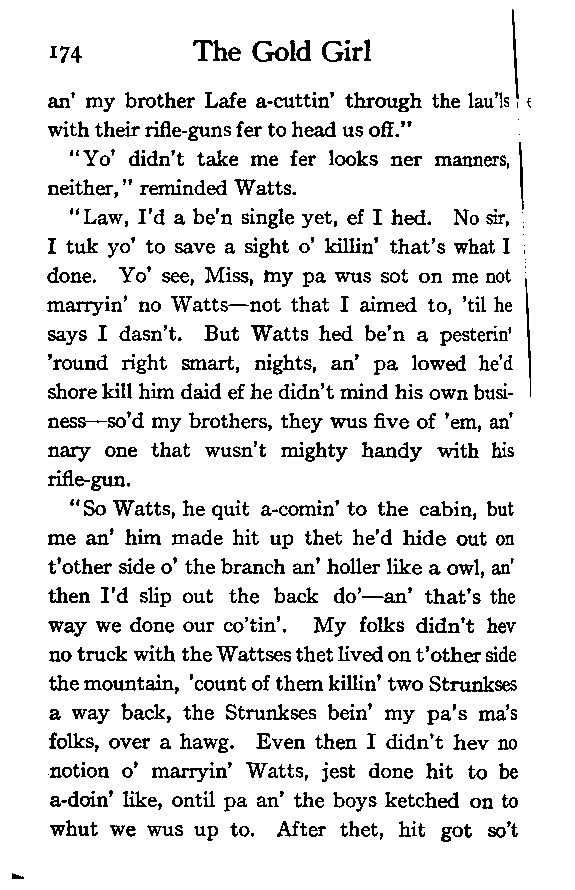 174 The Gold Girl
an' my brother Lafe a-cuttin' through the lau'ls
with their rifle-guns fer to head us off."
"Yo' didn't take me fer looks ner manners,
neither," reminded Watts.
"Law, I'd a be'n single yet, ef I hed. No sir,
I tuk yo' to save a sight o' killin' that's what I
done. Yo' see, Miss, my pa wus sot on me not
marryin' no Watts—not that I aimed to, 'til he
says I dasn't. But Watts hed be'n a pesterin'
'round right smart, nights, an' pa lowed he'd
shore kill him daid ef he didn't mind his own busi-
ness—so'd my brothers, they wus five of 'em, an'
nary one that wusn't mighty handy with his
rifle-gun.
"So Watts, he quit a-comin' to the cabin, but
me an' him made hit up thet he'd hide out on
t'other side o' the branch an' holler like a owl, an'
then I'd slip out the back do'—an' that's the
way we done our co'tin'. My folks didn't hev
no truck with the Wattses thet lived on t'other side
the mountain, 'count of them killin' two Strunkses
a way back, the Strunkses bein' my pa's ma's
folks, over a hawg. Even then I didn't hev no
notion o' marryin' Watts, jest done hit to be
a-doin' like, ontil pa an' the boys ketched on to
whut we wus up to. After thet, hit got so't